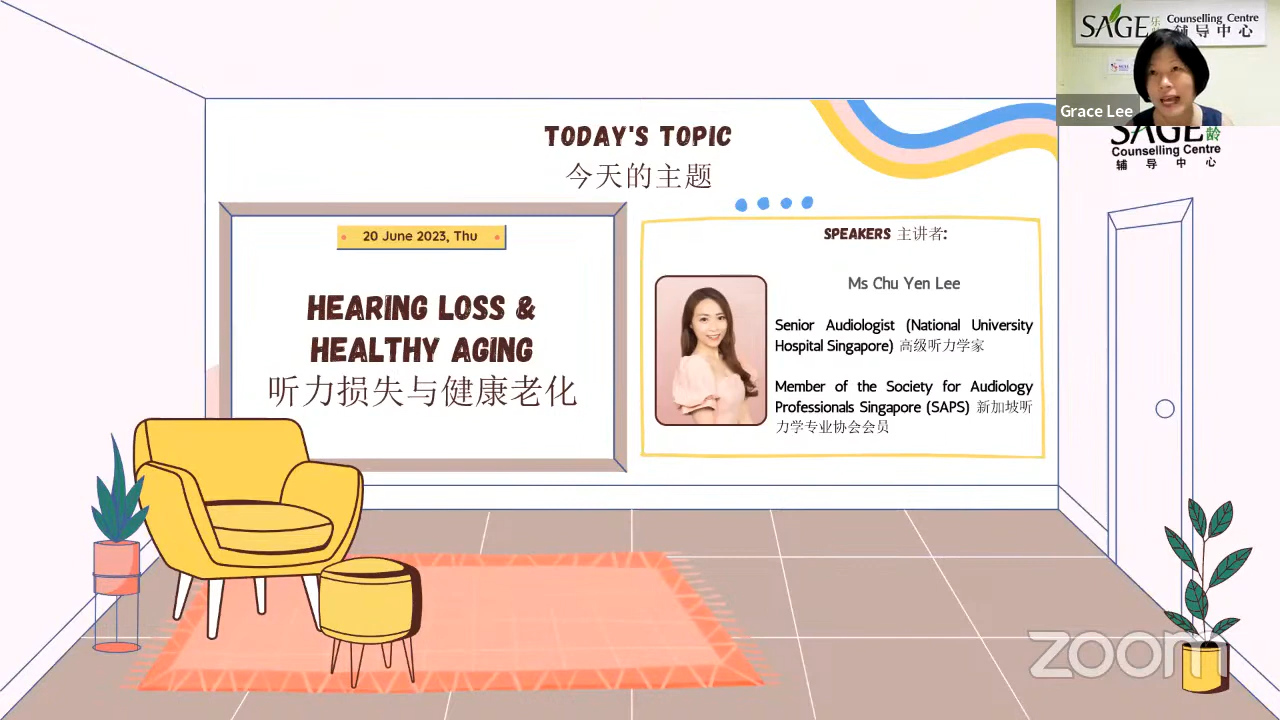 TODAY'S TOPIC
今天的主题
20 June 2023, Thu
HEARING LOSS &
HEALTHY AGING
听力损失与健康老化
SPEAKERS 主讲者:
Ms Chu Yen Lee
Senior Audiologist (National University
Hospital Singapore) 高级听力学家
Member of the Society for Audiology
Professionals Singapore (SAPS) 新加坡听
力学专业协会会员
SAGE
Counselling Centre
辅导中心
Grace Lee
SAGE龄
Counselling Centre
辅导中心
zoom